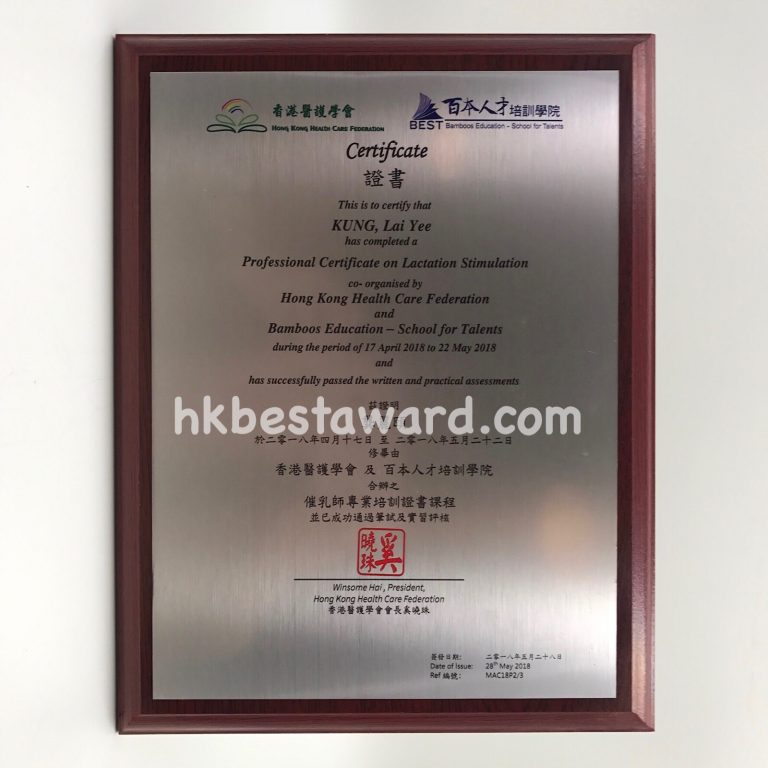 香港醫護學會
HONG KONG HEALTH CARE FEDERATION
百本人才培訓學院
BEST Bamboos Education – School for Talents
Certificate
證書
This is to certify that
KUNG, Lai Yee
has completed a
Professional Certificate on Lactation Stimulation
co- organised by
Hong Kong Health Care Federation
and
Bamboos Education – School for Talents
during the period of 17 April 2018 to 22 May 2018
and
has successfully passed the written and practical assessments
茲證明
hkbestaward.com
於二零一八年四月十七日 至 二零一八年五月二十二日
修畢由
香港醫護學會 及 百本人才培訓學院
合辦之
催乳師專業培訓證書課程
並已成功通過筆試及實習評核
奚曉珠
Winsome Hai , President,
Hong Kong Health Care Federation
香港醫護學會會長奚曉珠
簽發日期: 二零一八年五月二十八日
Date of Issue: 28th May 2018
Ref 編號: MAC18P2/3